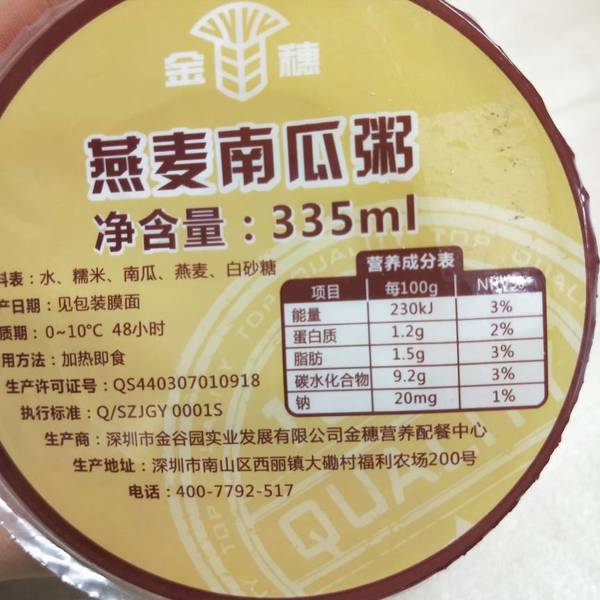 金穗
燕麦南瓜粥
净含量：335ml
料表：水、糯米、南瓜、燕麦、白砂糖
产日期：见包装膜面
质期：0~10℃ 48小时
用方法：加热即食
生产许可证号：QS440307010918
执行标准：Q/SZJGY 0001S
生产商：深圳市金谷园实业发展有限公司金穗营养配餐中心
生产地址：深圳市南山区西丽镇大磡村福利农场200号
电话：400-7792-517
营养成分表
项目 每100g NRV%
能量 230kJ 3%
蛋白质 1.2g 2%
脂肪 1.5g 3%
碳水化合物 9.2g 3%
钠 20mg 1%
TOP QUALITY
QUALITY